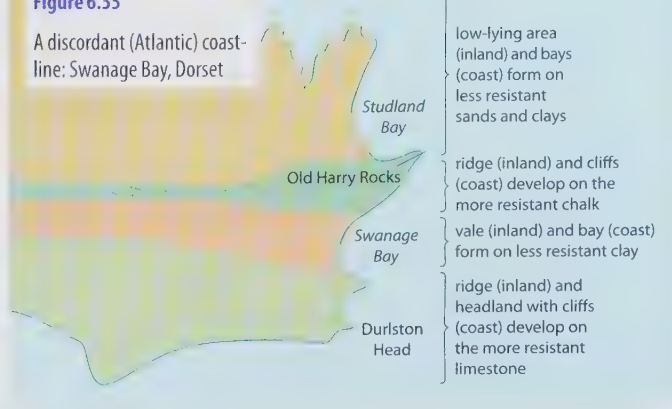 Figure 6.55
A discordant (Atlantic) coast-
line: Swanage Bay, Dorset
low-lying area
(inland) and bays
(coast) form on
less resistant
sands and clays
Studland
Bay
Old Harry Rocks
ridge (inland) and cliffs
(coast) develop on the
more resistant chalk
Swanage
Bay
vale (inland) and bay (coast)
form on less resistant clay
Durlston
Head
ridge (inland) and
headland with cliffs
(coast) develop on
the more resistant
limestone